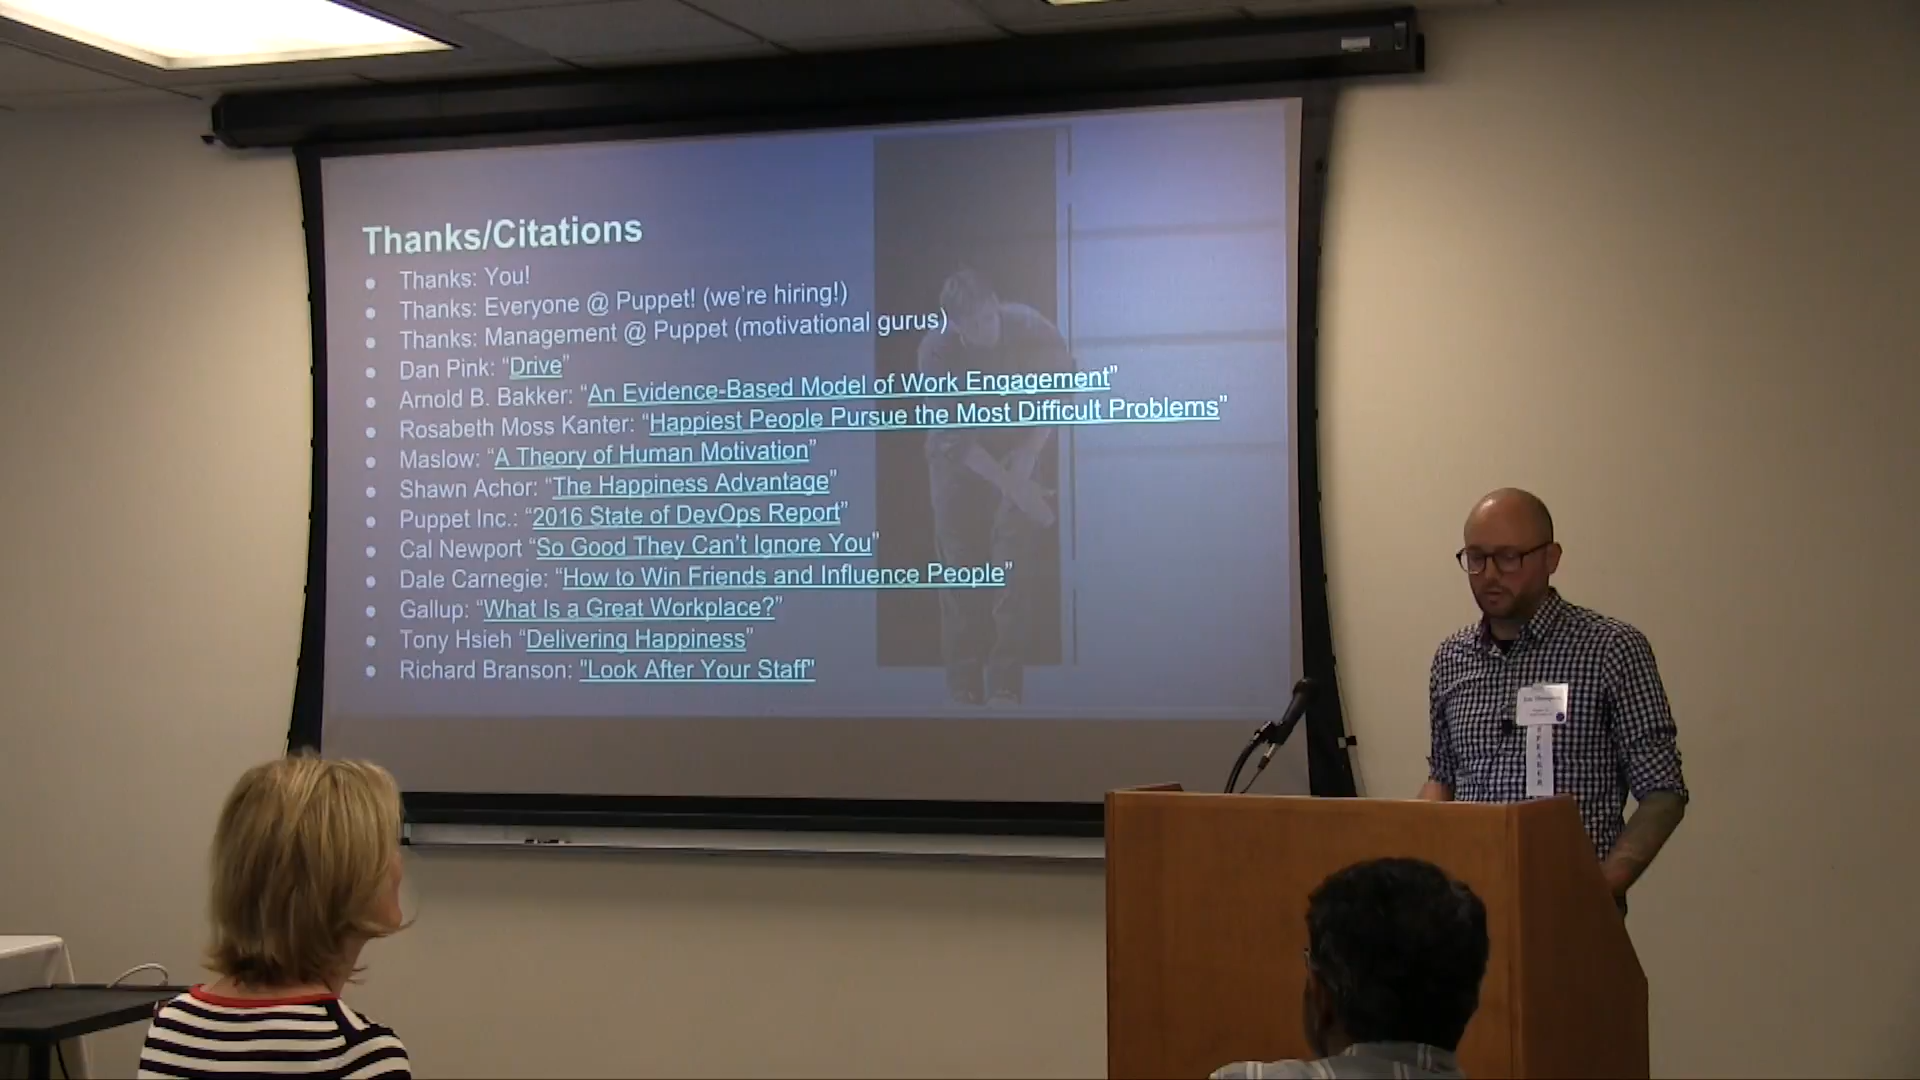 Thanks/Citations
● Thanks: You!
● Thanks: Everyone @ Puppet! (we're hiring!)
● Thanks: Management @ Puppet (motivational gurus)
● Dan Pink: “Drive”
● Arnold B. Bakker: “An Evidence-Based Model of Work Engagement”
● Rosabeth Moss Kanter: “Happiest People Pursue the Most Difficult Problems”
● Maslow: “A Theory of Human Motivation”
● Shawn Achor: “The Happiness Advantage”
● Puppet Inc.: “2016 State of DevOps Report”
● Cal Newport “So Good They Can't Ignore You”
● Dale Carnegie: “How to Win Friends and Influence People”
● Gallup: “What Is a Great Workplace?”
● Tony Hsieh “Delivering Happiness”
● Richard Branson: "Look After Your Staff"
SPEAKER